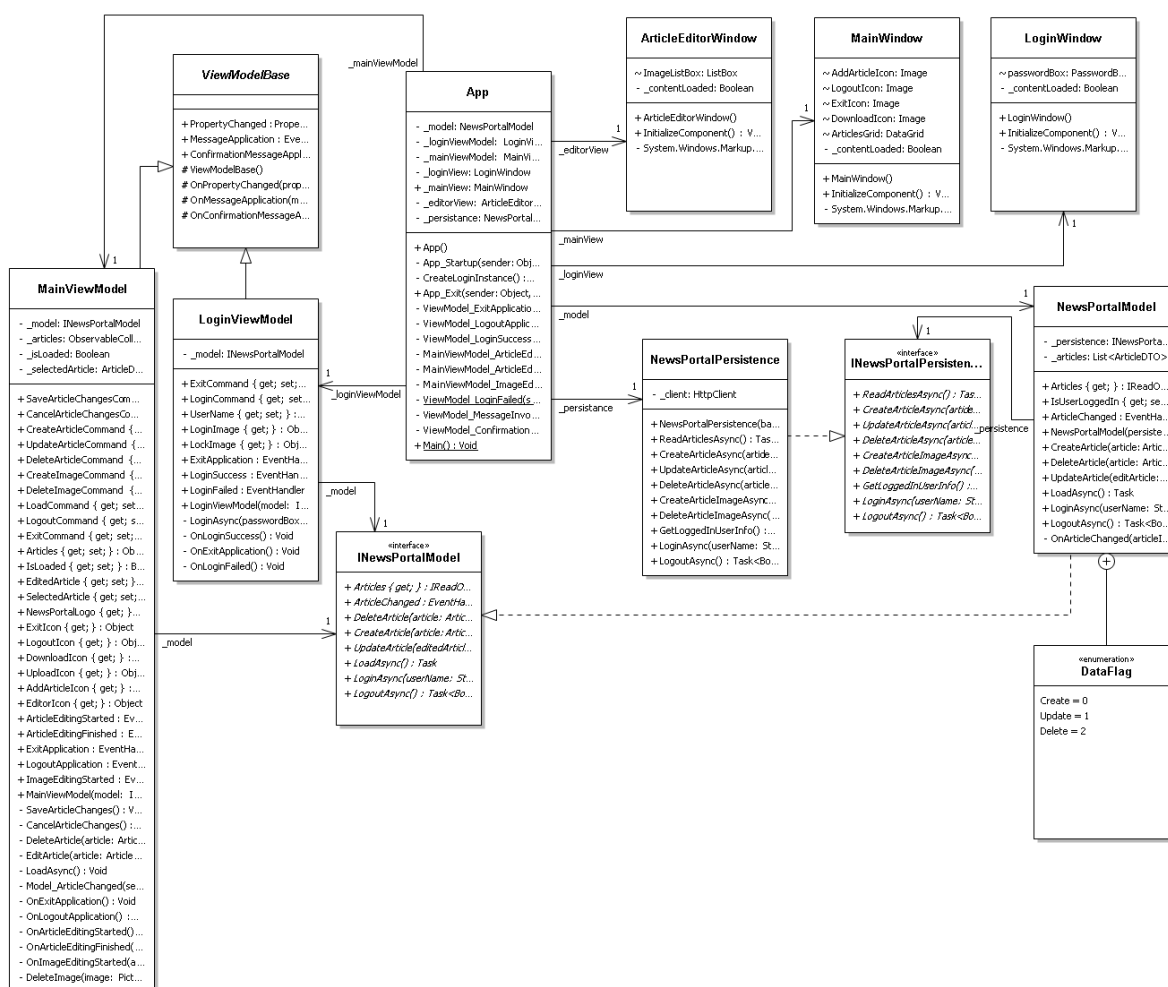 ViewModelBase
+ PropertyChanged : Prope...
+ MessageApplication : Eve...
+ ConfirmationMessageAppl...
# ViewModelBase()
# OnPropertyChanged(prop...
# OnMessageApplication(m...
# OnConfirmationMessageA...
_mainViewModel
1
App
- _model: NewsPortalModel
- _loginViewModel: LoginVi...
- _mainViewModel: MainVi...
- _loginView: LoginWindow
+ _mainView: MainWindow
- _editorView: ArticleEditor...
- _persistance: NewsPortal...
+ App()
- App_Startup(sender: Obj...
- CreateLoginInstance() :...
+ App_Exit(sender: Object,...
- ViewModel_ExitApplicatio...
- ViewModel_LogoutApplic...
- ViewModel_LoginSuccess...
- MainViewModel_ArticleEd...
- MainViewModel_ArticleEd...
- MainViewModel_ImageEd...
- ViewModel_LoginFailed(s...
- ViewModel_MessageInvo...
- ViewModel_Confirmation...
+ Main() : Void
ArticleEditorWindow
~ ImageListBox: ListBox
- _contentLoaded: Boolean
+ ArticleEditorWindow()
+ InitializeComponent() : V...
- System.Windows.Markup....
1
_editorView
MainWindow
~ AddArticleIcon: Image
~ LogoutIcon: Image
~ ExitIcon: Image
~ DownloadIcon: Image
~ ArticlesGrid: DataGrid
- _contentLoaded: Boolean
+ MainWindow()
+ InitializeComponent() : V...
- System.Windows.Markup....
1
_mainView
LoginWindow
~ passwordBox: PasswordB...
- _contentLoaded: Boolean
+ LoginWindow()
+ InitializeComponent() : V...
- System.Windows.Markup....
1
_loginView
MainViewModel
- _model: INewsPortalModel
- _articles: ObservableColl...
- _isLoaded: Boolean
- _selectedArticle: ArticleD...
+ SaveArticleChangesCom...
+ CancelArticleChangesCo...
+ CreateArticleCommand {...
+ UpdateArticleCommand {...
+ DeleteArticleCommand {...
+ CreateImageCommand {...
+ DeleteImageCommand {...
+ LoadCommand { get; set...
+ LogoutCommand { get; s...
+ ExitCommand { get; set;...
+ Articles { get; set; } : Ob...
+ IsLoaded { get; set; } : B...
+ EditedArticle { get; set; }...
+ SelectedArticle { get; set;...
+ NewsPortalLogo { get; }...
+ ExitIcon { get; } : Object
+ LogoutIcon { get; } : Obj...
+ DownloadIcon { get; } :...
+ UploadIcon { get; } : Obj...
+ AddArticleIcon { get; } :...
+ EditorIcon { get; } : Object
+ ArticleEditingStarted : Ev...
+ ArticleEditingFinished : E...
+ ExitApplication : EventHa...
+ LogoutApplication : Event...
+ ImageEditingStarted : Ev...
+ MainViewModel(model: I...
- SaveArticleChanges() : V...
- CancelArticleChanges() :...
- DeleteArticle(article: Artic...
- EditArticle(article: Article...
- LoadAsync() : Void
- Model_ArticleChanged(se...
- OnExitApplication() : Void
- OnLogoutApplication() :...
- OnArticleEditingStarted()...
- OnArticleEditingFinished(...
- OnImageEditingStarted(a...
- DeleteImage(image: Pict...
LoginViewModel
- _model: INewsPortalModel
+ ExitCommand { get; set;...
+ LoginCommand { get; set...
+ UserName { get; set; } :...
+ LoginImage { get; } : Ob...
+ LockImage { get; } : Obj...
+ ExitApplication : EventHa...
+ LoginSuccess : EventHan...
+ LoginFailed : EventHandler
+ LoginViewModel(model: I...
- LoginAsync(passwordBox...
- OnLoginSuccess() : Void
- OnExitApplication() : Void
- OnLoginFailed() : Void
1
_loginViewModel
_model
1
_model
1
«interface»
INewsPortalModel
+ Articles { get; } : IReadO...
+ ArticleChanged : EventHa...
+ DeleteArticle(article: Artic...
+ CreateArticle(article: Artic...
+ UpdateArticle(editedArticl...
+ LoadAsync() : Task
+ LoginAsync(userName: St...
+ LogoutAsync() : Task<Bo...
_model
1
1
_persistance
NewsPortalPersistence
- _client: HttpClient
+ NewsPortalPersistence(ba...
+ ReadArticlesAsync() : Tas...
+ CreateArticleAsync(article...
+ UpdateArticleAsync(articl...
+ DeleteArticleAsync(article...
+ CreateArticleImageAsync...
+ DeleteArticleImageAsync(...
+ GetLoggedInUserInfo() :...
+ LoginAsync(userName: St...
+ LogoutAsync() : Task<Bo...
1
«interface»
INewsPortalPersisten...
+ ReadArticlesAsync() : Tas...
+ CreateArticleAsync(article...
+ UpdateArticleAsync(articl...
+ DeleteArticleAsync(article...
+ CreateArticleImageAsync...
+ DeleteArticleImageAsync(...
+ GetLoggedInUserInfo() :...
+ LoginAsync(userName: St...
+ LogoutAsync() : Task<Bo...
_persistence
NewsPortalModel
- _persistence: INewsPorta...
- _articles: List<ArticleDTO>
+ Articles { get; } : IReadO...
+ IsUserLoggedIn { get; se...
+ ArticleChanged : EventHa...
+ NewsPortalModel(persiste...
+ CreateArticle(article: Artic...
+ DeleteArticle(article: Artic...
+ UpdateArticle(editArticle:...
+ LoadAsync() : Task
+ LoginAsync(userName: St...
+ LogoutAsync() : Task<Bo...
- OnArticleChanged(articleI...
«enumeration»
DataFlag
Create = 0
Update = 1
Delete = 2